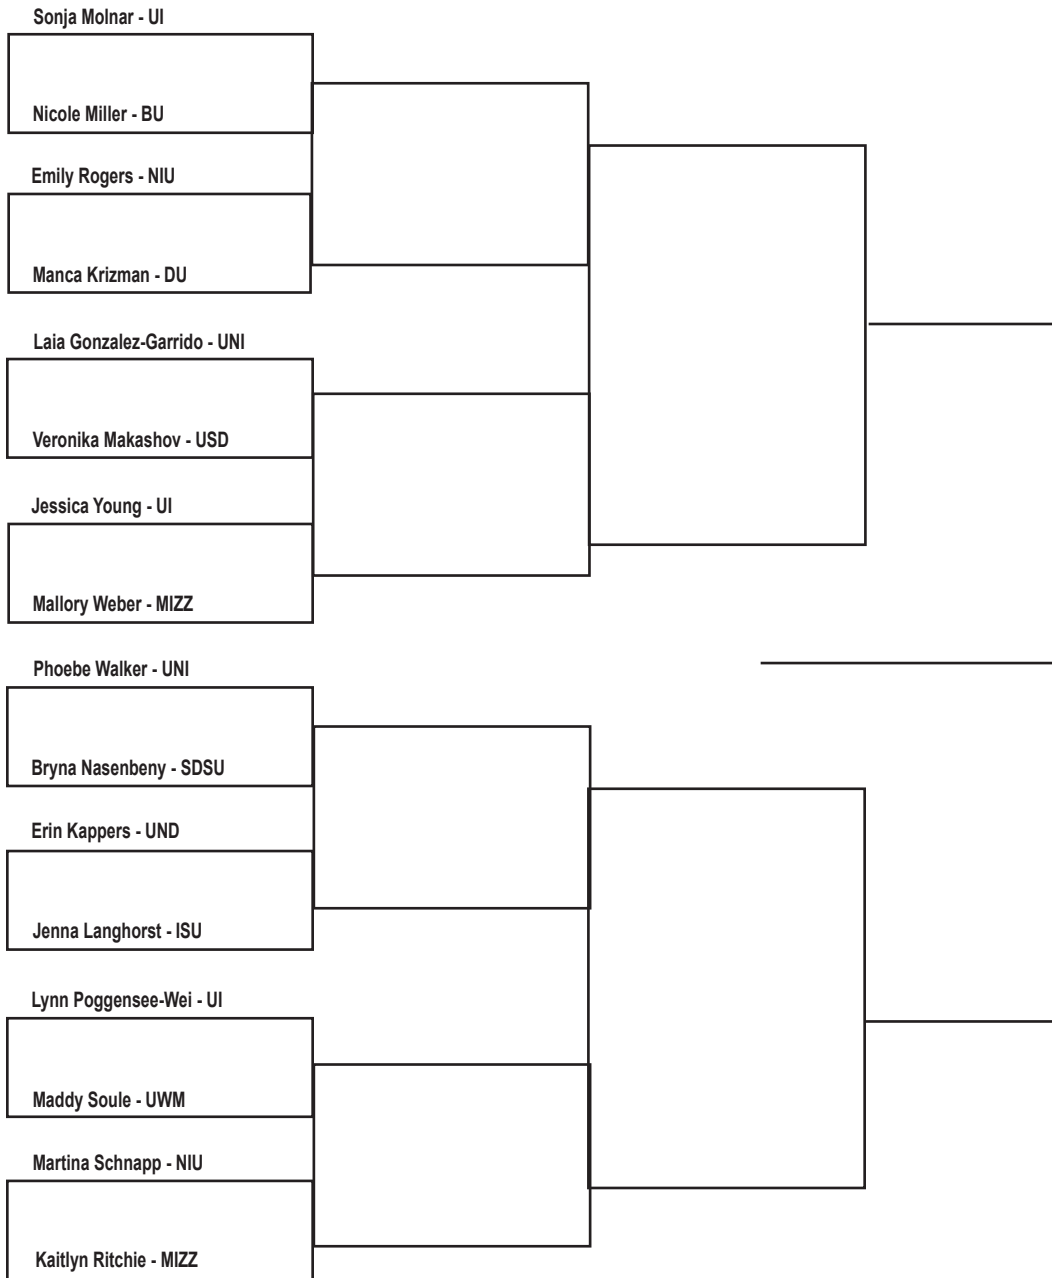 Sonja Molnar - UI
Nicole Miller - BU
Emily Rogers - NIU
Manca Krizman - DU
Laia Gonzalez-Garrido - UNI
Veronika Makashov - USD
Jessica Young - UI
Mallory Weber - MIZZ
Phoebe Walker - UNI
Bryna Nasenbeny - SDSU
Erin Kappers - UND
Jenna Langhorst - ISU
Lynn Poggensee-Wei - UI
Maddy Soule - UWM
Martina Schnapp - NIU
Kaitlyn Ritchie - MIZZ